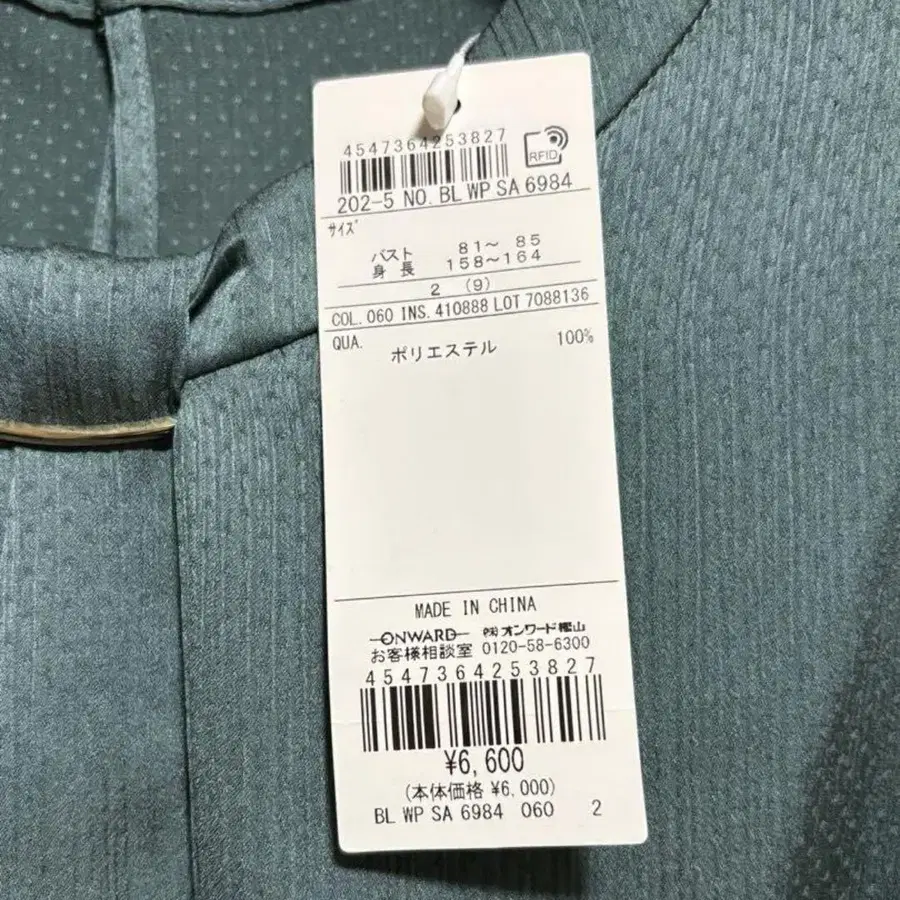 4547364253827
RFID
202-5 NO. BL WP SA 6984
サイズ
バスト 81～ 85
身長 158～164
2 (9)
COL. 060 INS. 410888 LOT 7088136
QUA.
ポリエステル 100%
MADE IN CHINA
ONWARD ㈱オンワード樫山
お客様相談室 0120-58-6300
4547364253827
¥6,600
(本体価格 ¥6,000)
BL WP SA 6984 060 2